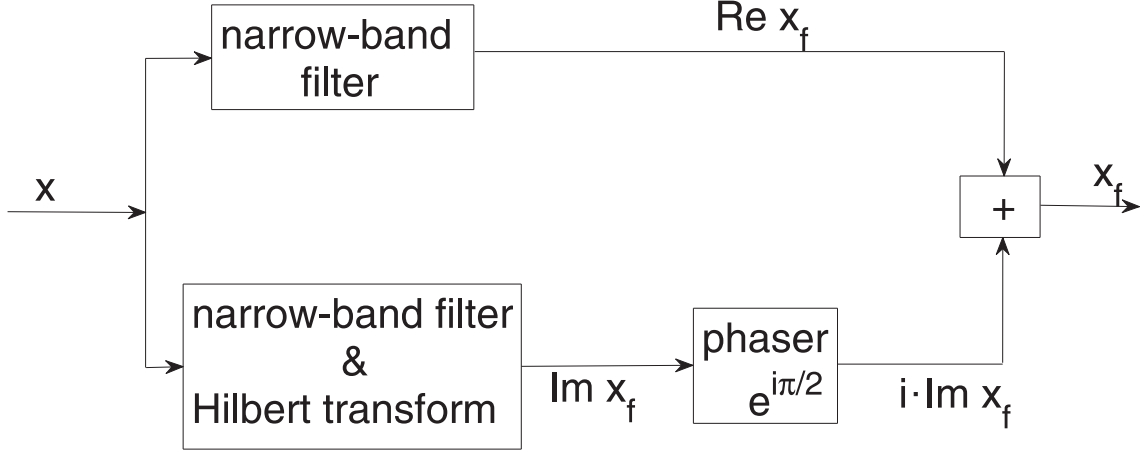 x
narrow-band
filter
Re x_f
narrow-band filter
&
Hilbert transform
Im x_f
phaser
e^{iπ/2}
i·Im x_f
+
x_f